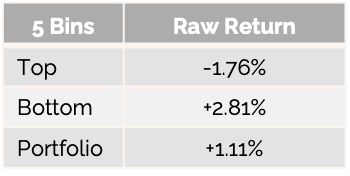 5 Bins Raw Return
Top -1.76%
Bottom +2.81%
Portfolio +1.11%